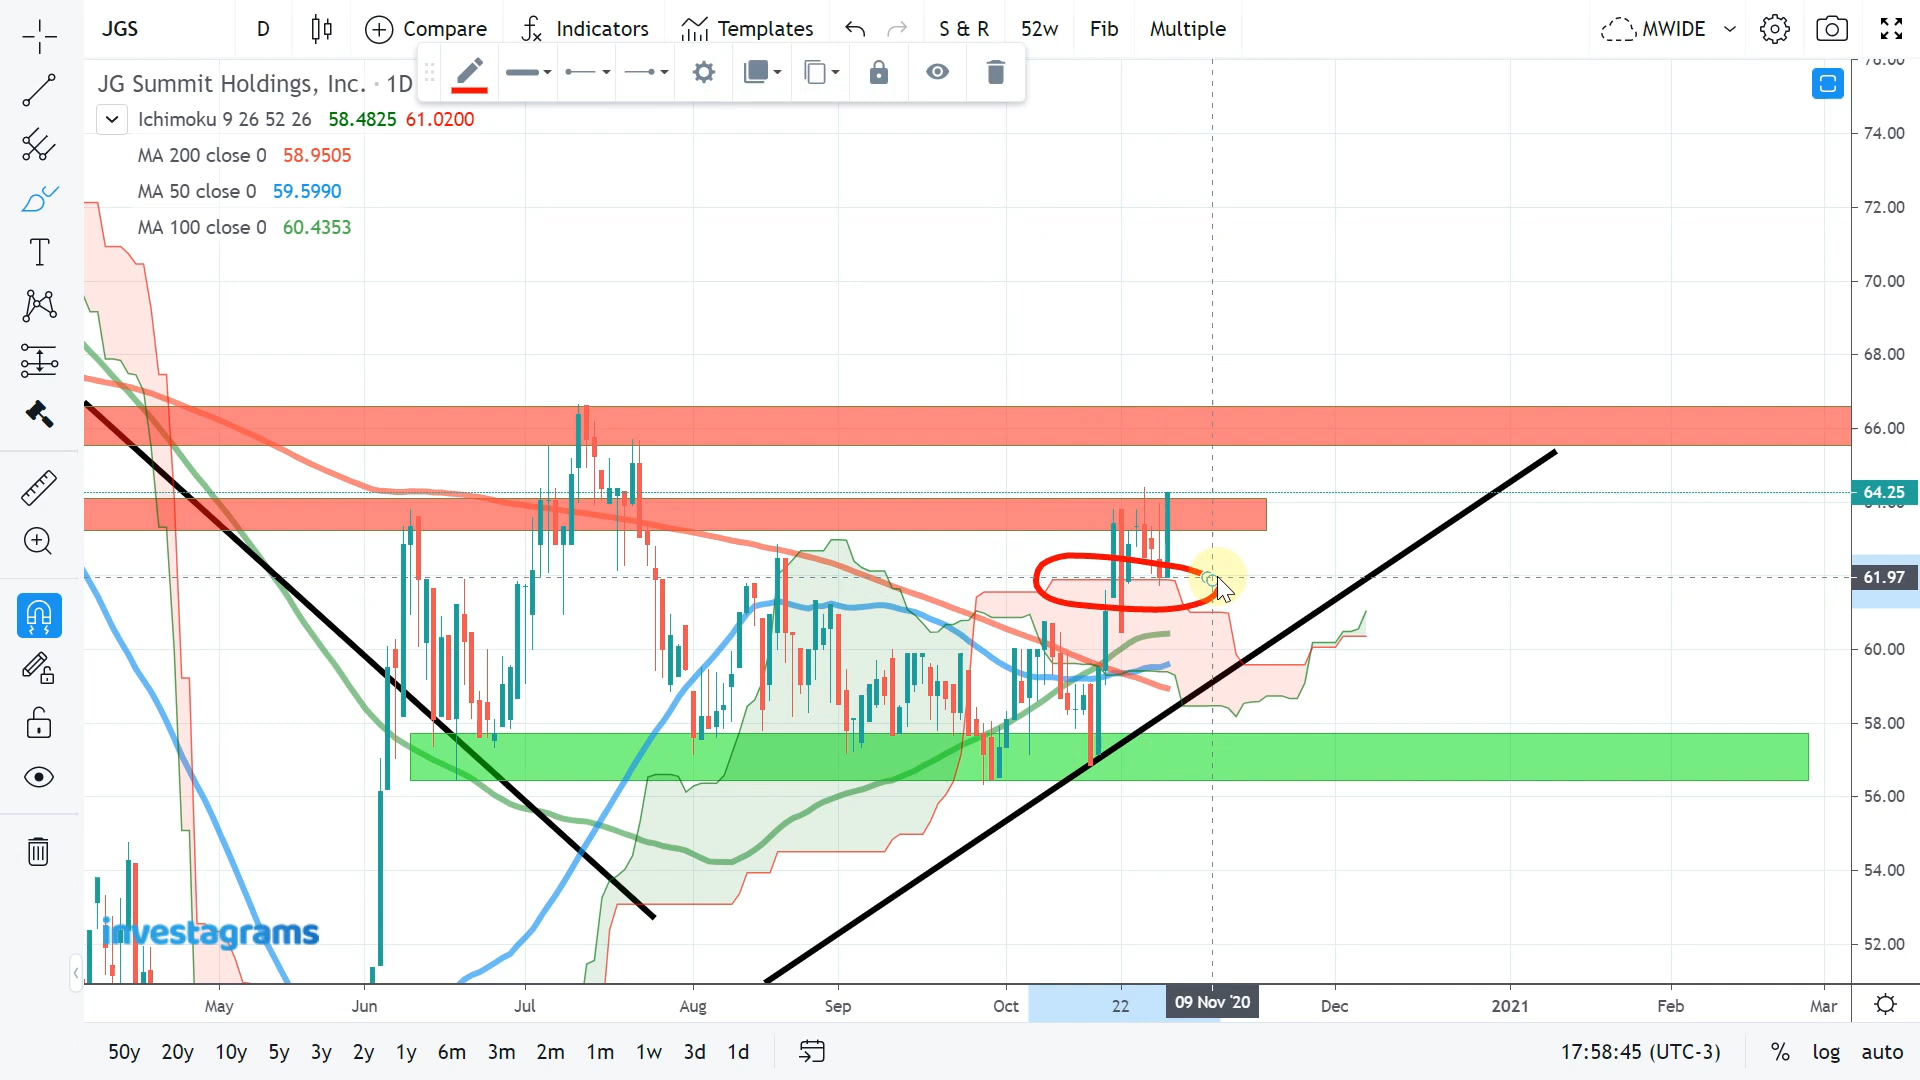 JGS D Compare Indicators Templates S & R 52w Fib Multiple MWIDE
JG Summit Holdings, Inc. · 1D
Ichimoku 9 26 52 26 58.4825 61.0200
MA 200 close 0 58.9505
MA 50 close 0 59.5990
MA 100 close 0 60.4353
76.00
74.00
72.00
70.00
68.00
66.00
64.25
64.00
61.97
60.00
58.00
56.00
54.00
52.00
investagrams
May Jun Jul Aug Sep Oct 22 09 Nov '20 Dec 2021 Feb Mar
50y 20y 10y 5y 3y 2y 1y 6m 3m 2m 1m 1w 3d 1d 17:58:45 (UTC-3) % log auto